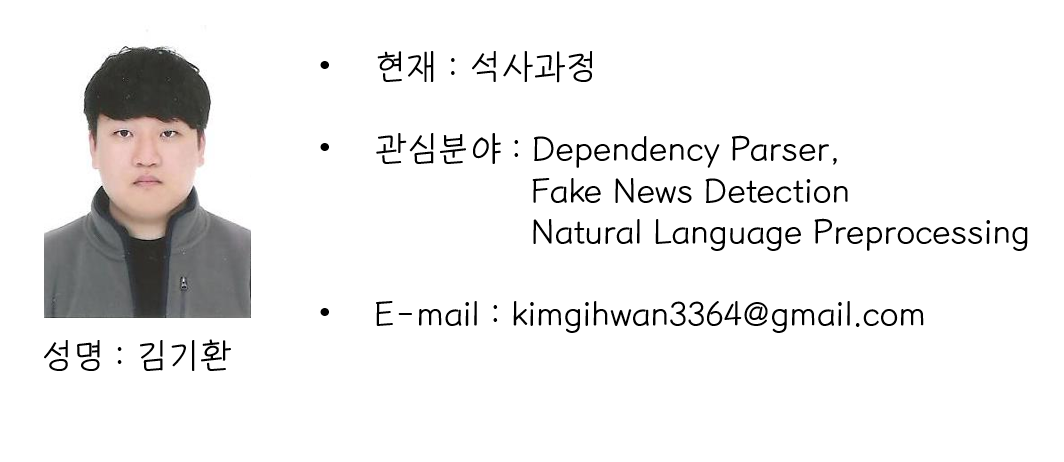 • 현재 : 석사과정
• 관심분야 : Dependency Parser,
Fake News Detection
Natural Language Preprocessing
• E-mail : kimgihwan3364@gmail.com
성명 : 김기환